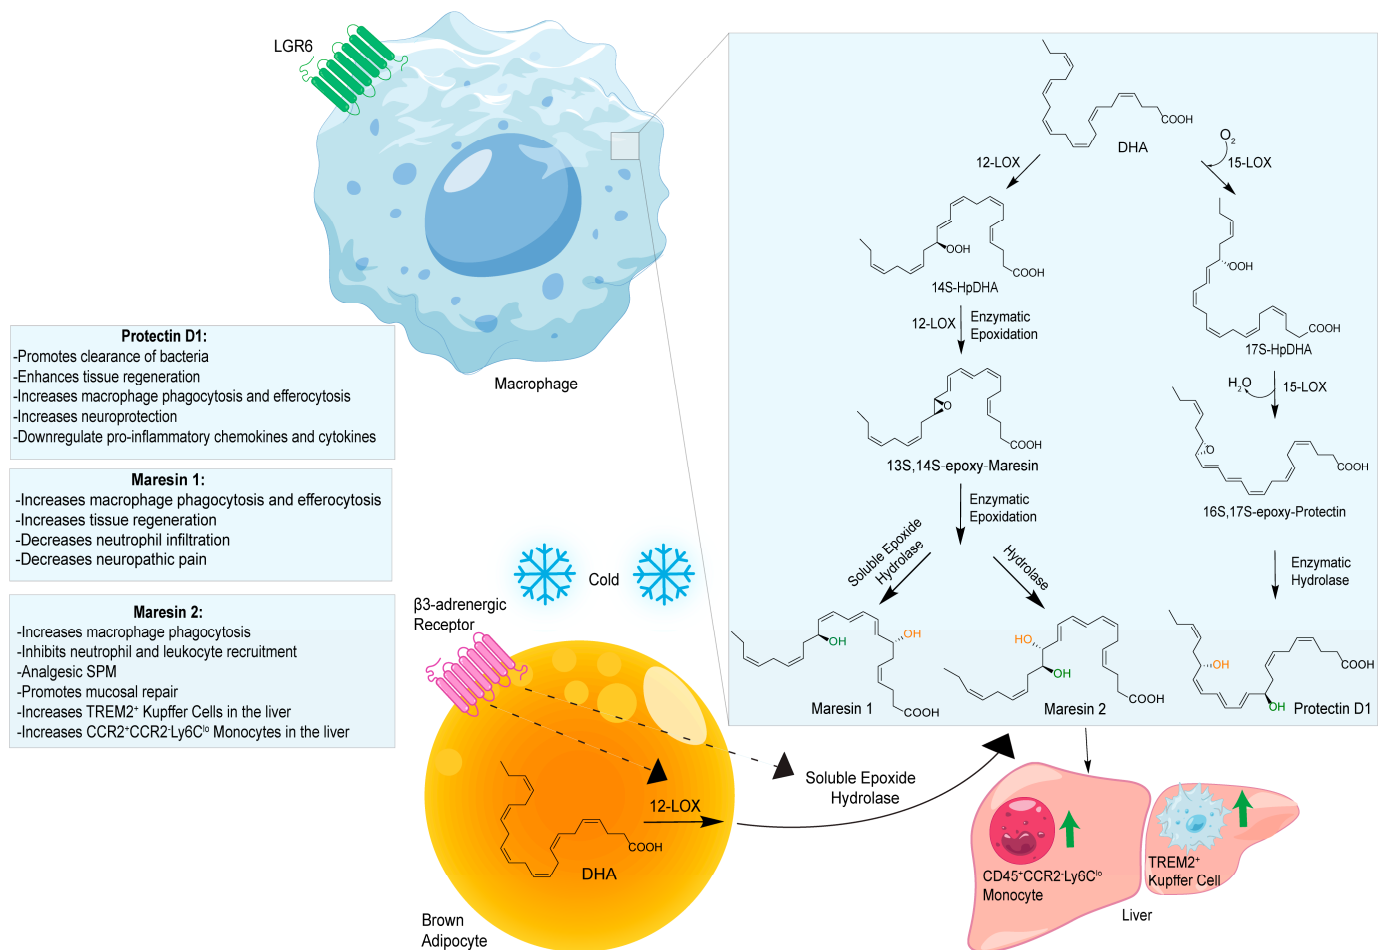 LGR6
Macrophage
Protectin D1:
-Promotes clearance of bacteria
-Enhances tissue regeneration
-Increases macrophage phagocytosis and efferocytosis
-Increases neuroprotection
-Downregulate pro-inflammatory chemokines and cytokines
Maresin 1:
-Increases macrophage phagocytosis and efferocytosis
-Increases tissue regeneration
-Decreases neutrophil infiltration
-Decreases neuropathic pain
Maresin 2:
-Increases macrophage phagocytosis
-Inhibits neutrophil and leukocyte recruitment
-Analgesic SPM
-Promotes mucosal repair
-Increases TREM2⁺ Kupffer Cells in the liver
-Increases CCR2⁺CCR2⁻Ly6Cˡᵒ Monocytes in the liver
COOH
DHA
12-LOX
O₂
15-LOX
OOH
COOH
14S-HpDHA
OOH
COOH
17S-HpDHA
12-LOX
Enzymatic
Epoxidation
H₂O
15-LOX
O
COOH
13S,14S-epoxy-Maresin
O
COOH
16S,17S-epoxy-Protectin
Enzymatic
Epoxidation
Soluble Epoxide
Hydrolase
Hydrolase
Enzymatic
Hydrolase
OH
OH
COOH
Maresin 1
HO
OH
COOH
Maresin 2
OH
OH
COOH
Protectin D1
Cold
β3-adrenergic
Receptor
12-LOX
COOH
DHA
Brown
Adipocyte
Soluble Epoxide
Hydrolase
CD45⁺CCR2⁻Ly6Cˡᵒ
Monocyte
TREM2⁺
Kupffer Cell
Liver